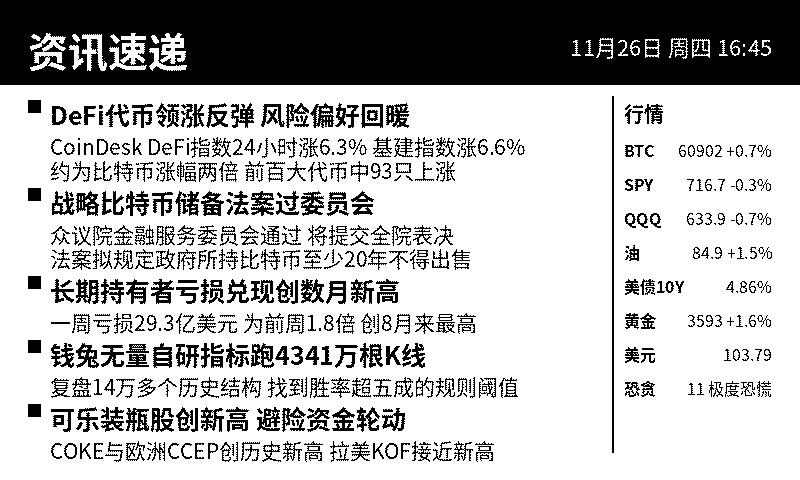 资讯速递
11月26日 周四 16:45
DeFi代币领涨反弹 风险偏好回暖
CoinDesk DeFi指数24小时涨6.3% 基建指数涨6.6%
约为比特币涨幅两倍 前百大代币中93只上涨
战略比特币储备法案过委员会
众议院金融服务委员会通过 将提交全院表决
法案拟规定政府所持比特币至少20年不得出售
长期持有者亏损兑现创数月新高
一周亏损29.3亿美元 为前周1.8倍 创8月来最高
钱兔无量自研指标跑4341万根K线
复盘14万多个历史结构 找到胜率超五成的规则阈值
可乐装瓶股创新高 避险资金轮动
COKE与欧洲CCEP创历史新高 拉美KOF接近新高
行情
BTC 60902 +0.7%
SPY 716.7 -0.3%
QQQ 633.9 -0.7%
油 84.9 +1.5%
美债10Y 4.86%
黄金 3593 +1.6%
美元 103.79
恐贪 11 极度恐慌